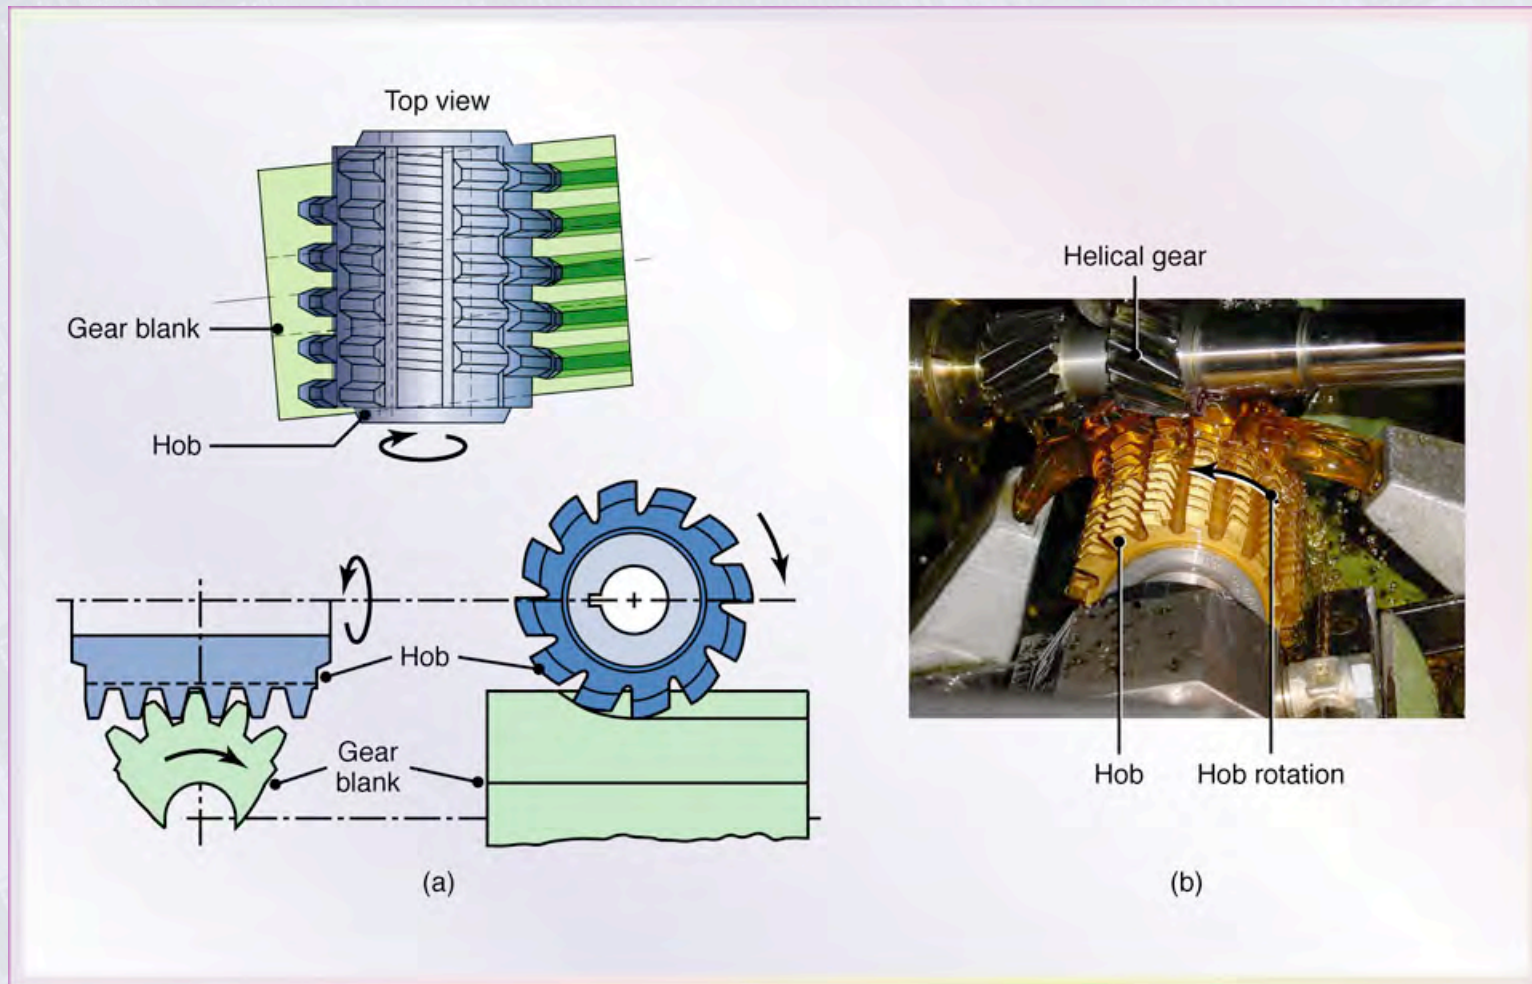 Top view
Gear blank
Hob
Hob
Gear
blank
(a)
Helical gear
Hob
Hob rotation
(b)